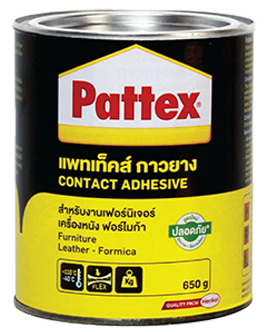 Pattex®
แพทเท็คส์ กาวยาง
CONTACT ADHESIVE
สำหรับงานเฟอร์นิเจอร์
เครื่องหนัง ฟอร์ไมก้า
Furniture
Leather - Formica
ปลอดภัย*
FLEX
Kg
650 g
QUALITY FROM Henkel